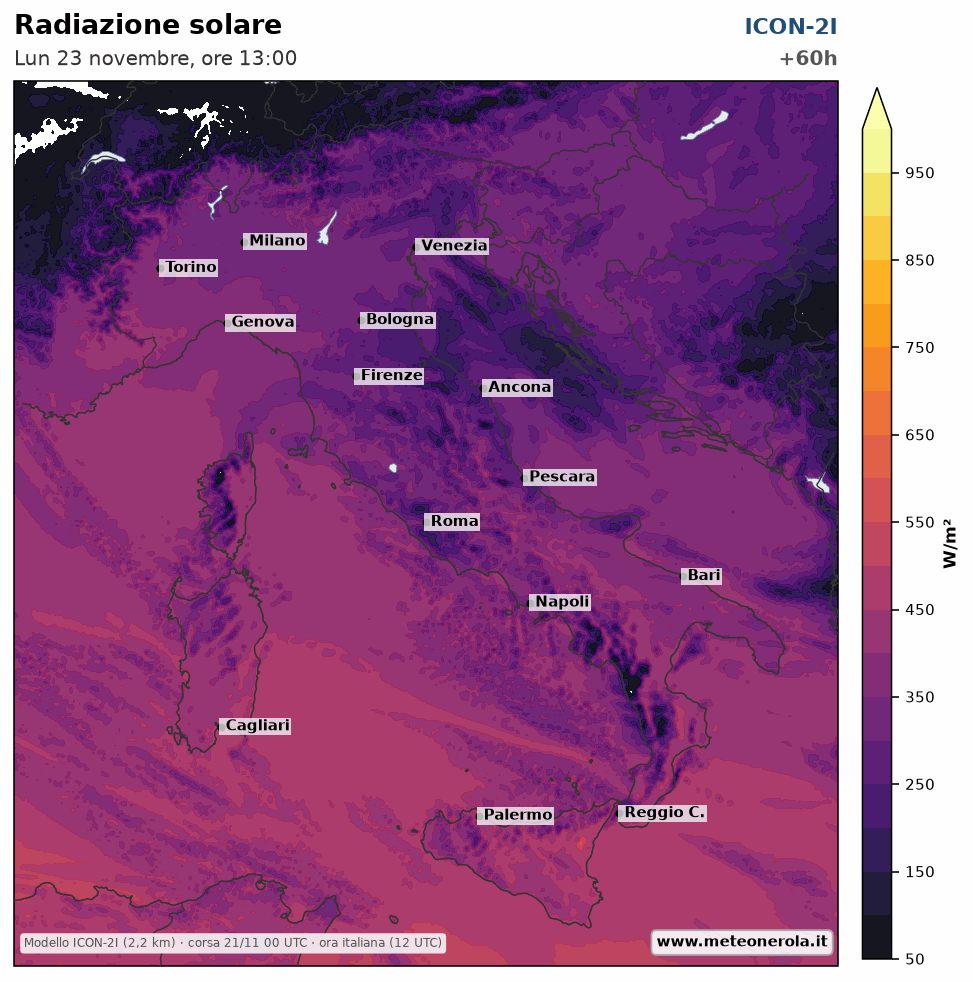 Radiazione solare
ICON-2I
Lun 23 novembre, ore 13:00
+60h
Milano
Venezia
Torino
Genova
Bologna
Firenze
Ancona
Pescara
Roma
Bari
Napoli
Cagliari
Palermo
Reggio C.
950
850
750
650
550
450
350
250
150
50
W/m²
Modello ICON-2I (2,2 km) · corsa 21/11 00 UTC · ora italiana (12 UTC)
www.meteonerola.it